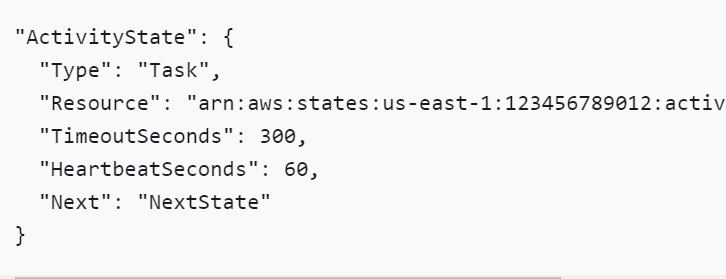 "ActivityState": {
"Type": "Task",
"Resource": "arn:aws:states:us-east-1:123456789012:activ
"TimeoutSeconds": 300,
"HeartbeatSeconds": 60,
"Next": "NextState"
}